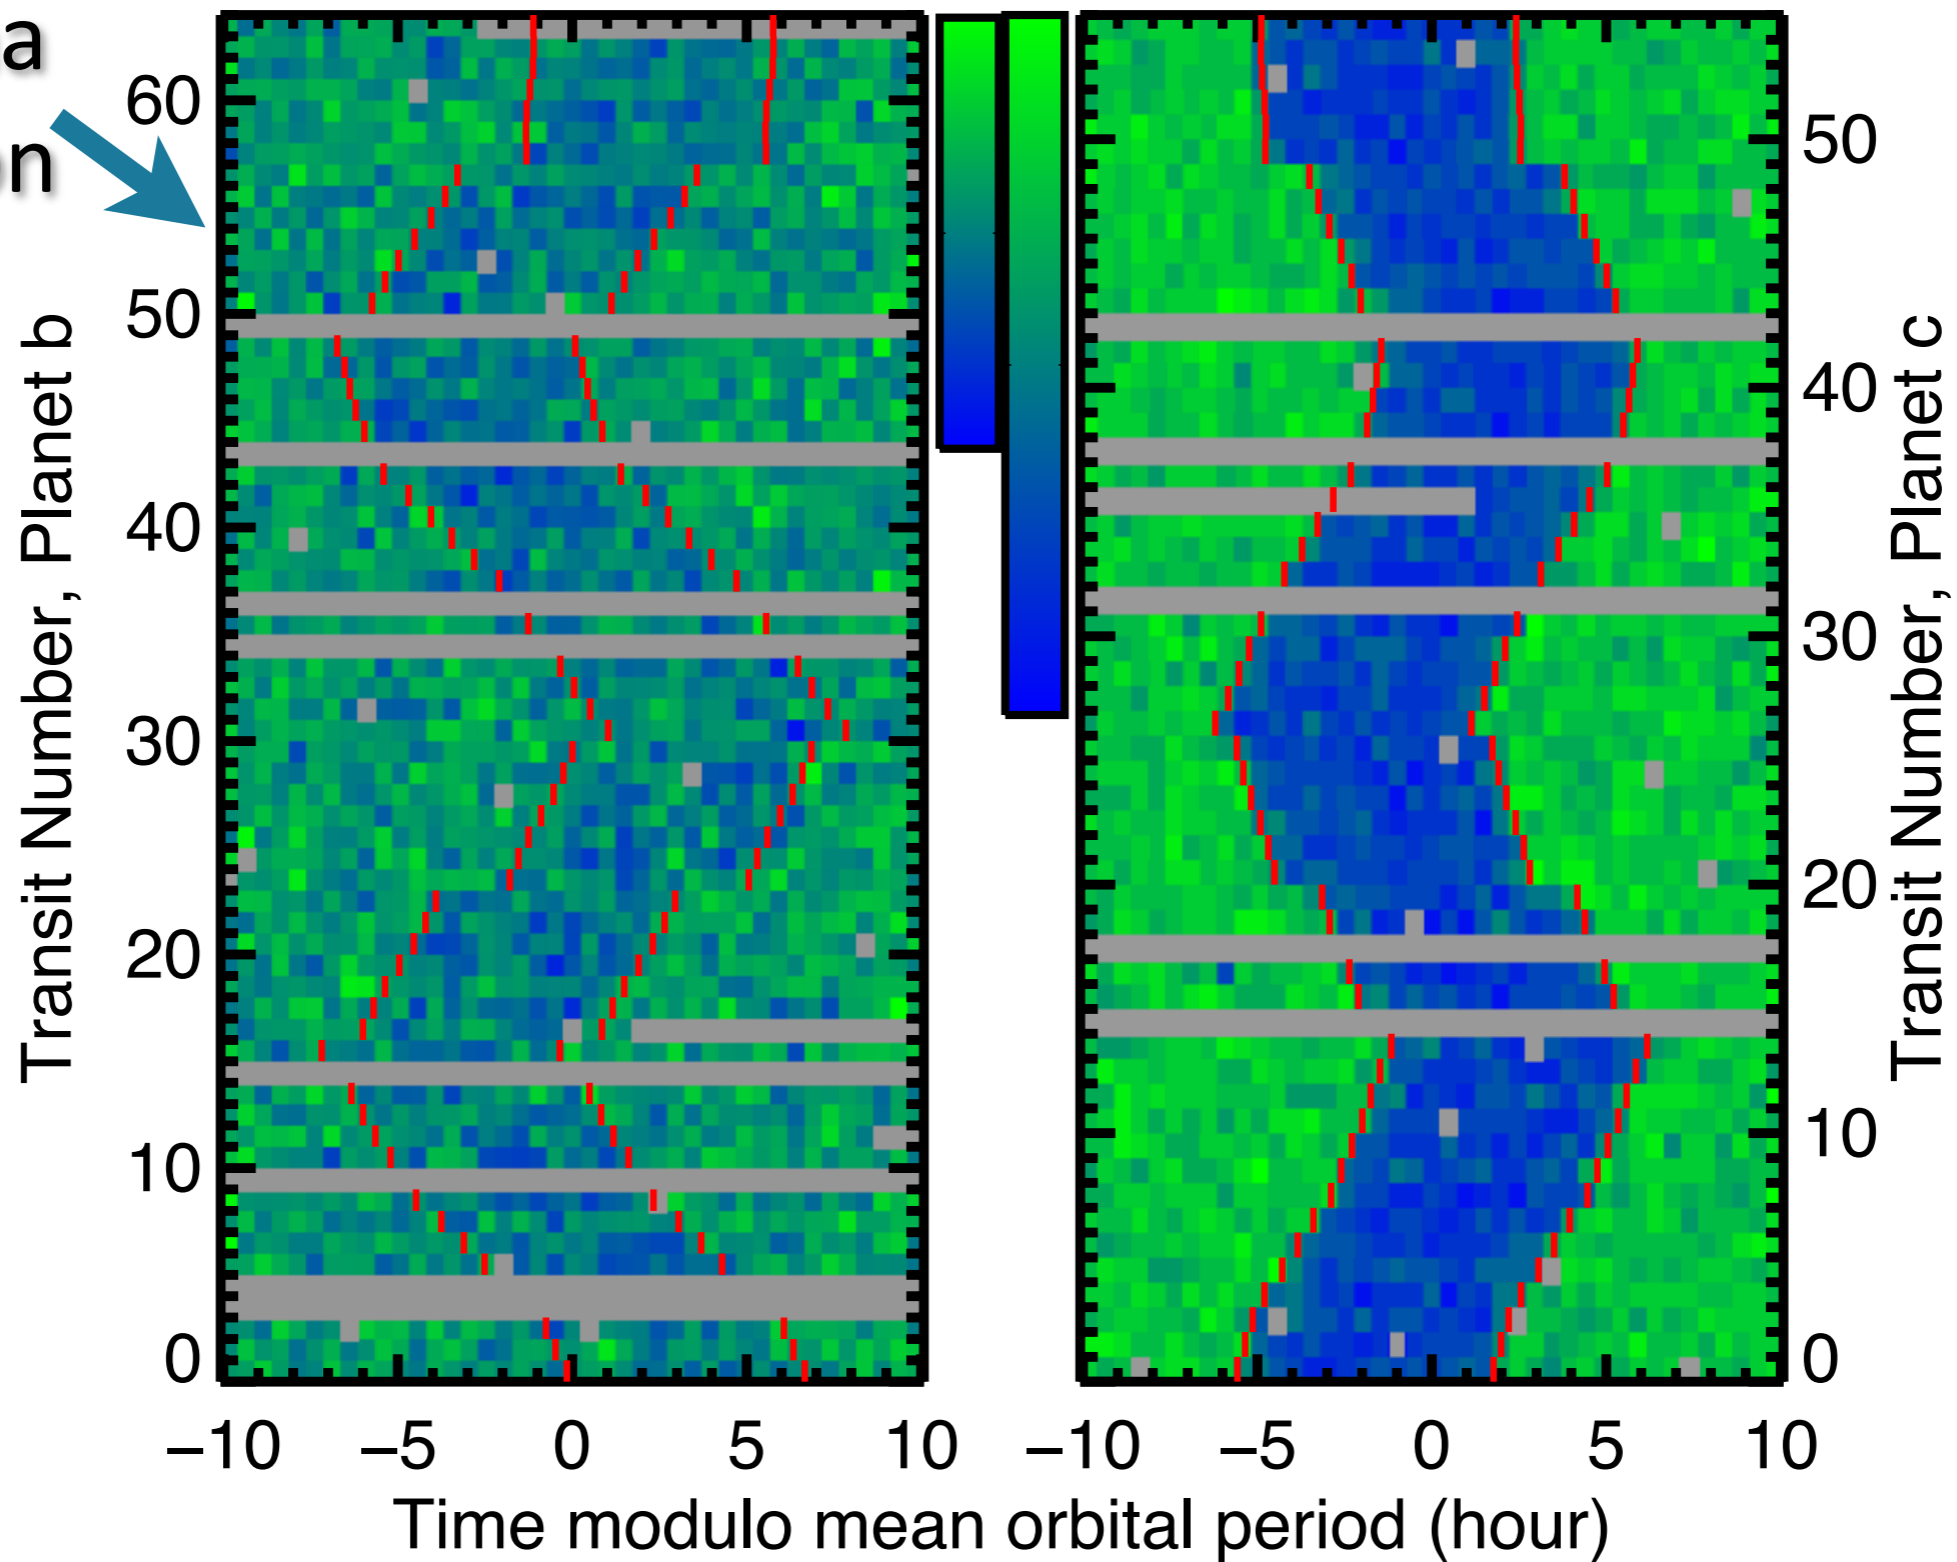 a
on
Transit Number, Planet b
60
50
40
30
20
10
0
−10 −5 0 5 10
50
40
30
20
10
0
Transit Number, Planet c
−10 −5 0 5 10
Time modulo mean orbital period (hour)